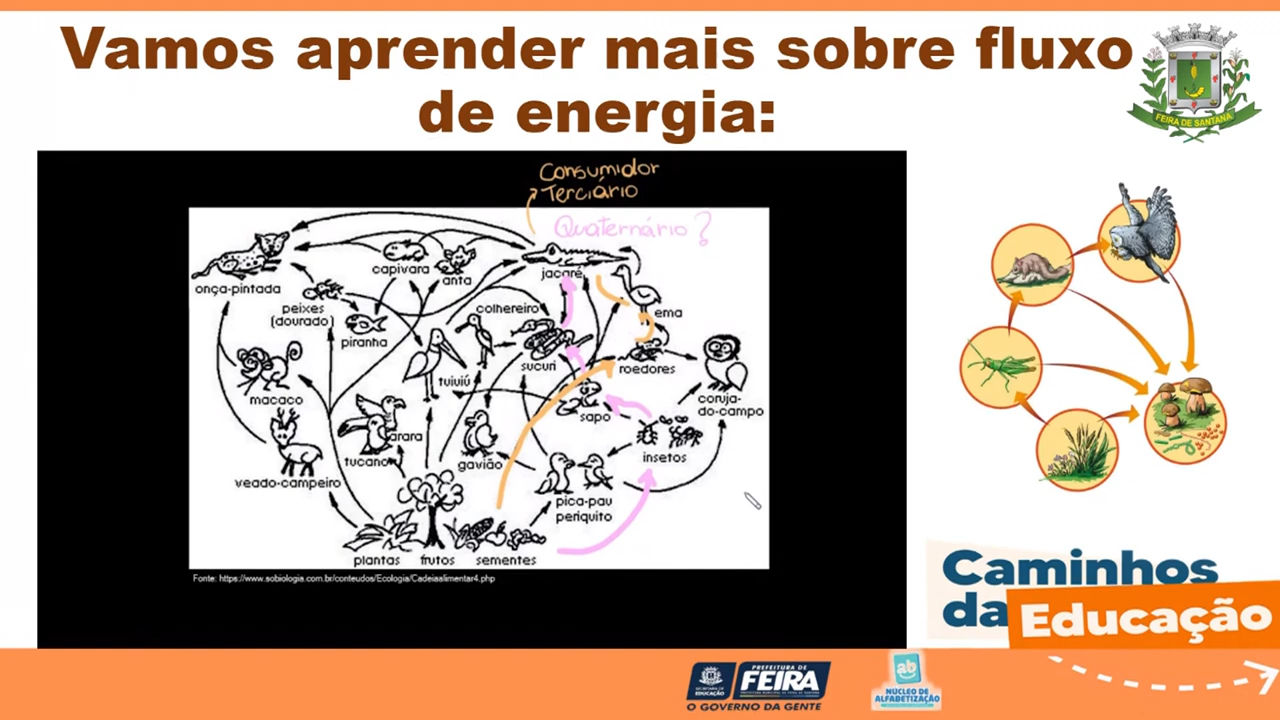 Vamos aprender mais sobre fluxo
de energia:
FEIRA DE SANTANA
Consumidor
Terciário
Quaternário?
onça-pintada
capivara
anta
jacaré
peixes
(dourado)
piranha
colhereiro
ema
macaco
tuiuiú
sucuri
roedores
coruja-
do-campo
sapo
arara
tucano
gavião
insetos
veado-campeiro
pica-pau
periquito
plantas
frutos
sementes
Fonte: https://www.sobiologia.com.br/conteudos/Ecologia/Cadeiaalimentar4.php
Caminhos
da Educação
SECRETARIA DE
EDUCAÇÃO
PREFEITURA DE
FEIRA
O GOVERNO DA GENTE
ab
NÚCLEO DE
ALFABETIZAÇÃO